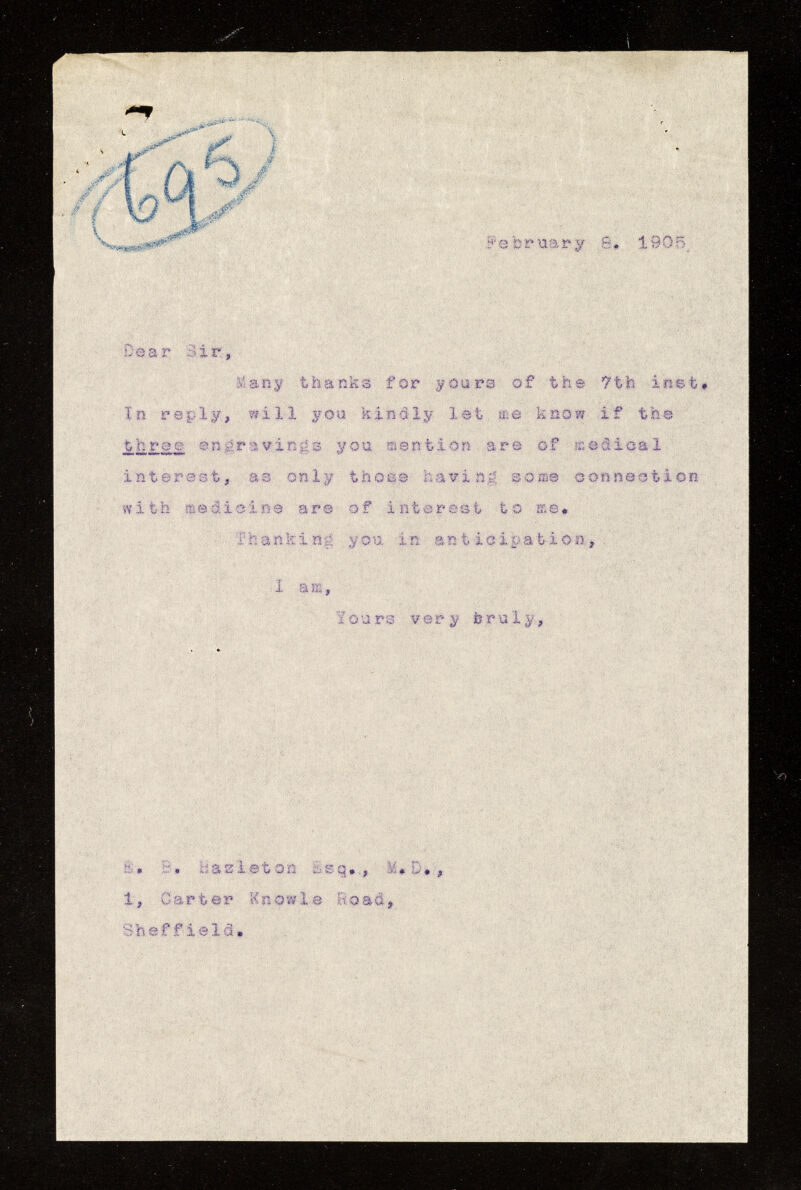 695
February 8. 1905.
Dear Sir,
Many thanks for yours of the 7th inst.
In reply, will you kindly let me know if the
three engravings you mention are of medical
interest, as only those having some connection
with medicine are of interest to me.
Thanking you in anticipation,
I am,
Yours very truly,
E. B. Hazleton Esq., M.D.,
1, Carter Knowle Road,
Sheffield.